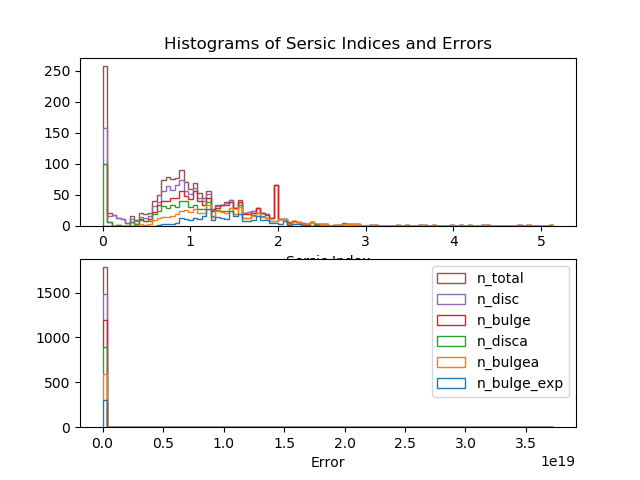 Histograms of Sersic Indices and Errors
250
200
150
100
50
0
0 1 2 3 4 5
Sersic Index
1500
1000
500
0
n_total
n_disc
n_bulge
n_disca
n_bulgea
n_bulge_exp
0.0 0.5 1.0 1.5 2.0 2.5 3.0 3.5
1e19
Error